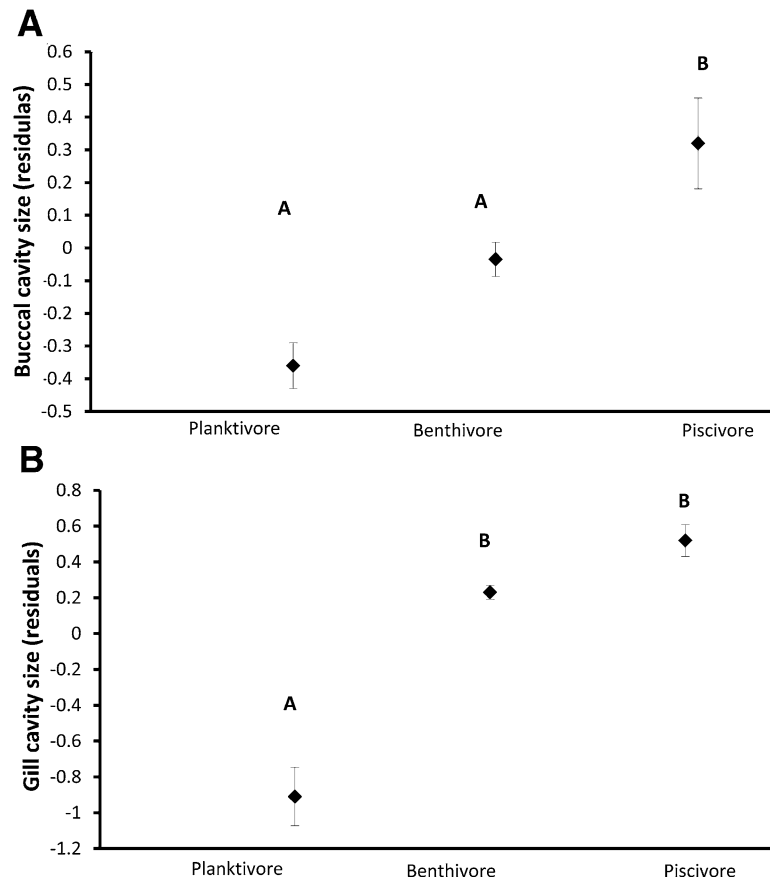 A
Bucccal cavity size (residulas)
0.6
0.5
0.4
0.3
0.2
0.1
0
-0.1
-0.2
-0.3
-0.4
-0.5
A
A
B
Planktivore Benthivore Piscivore
B
Gill cavity size (residuals)
0.8
0.6
0.4
0.2
0
-0.2
-0.4
-0.6
-0.8
-1
-1.2
A
B
B
Planktivore Benthivore Piscivore